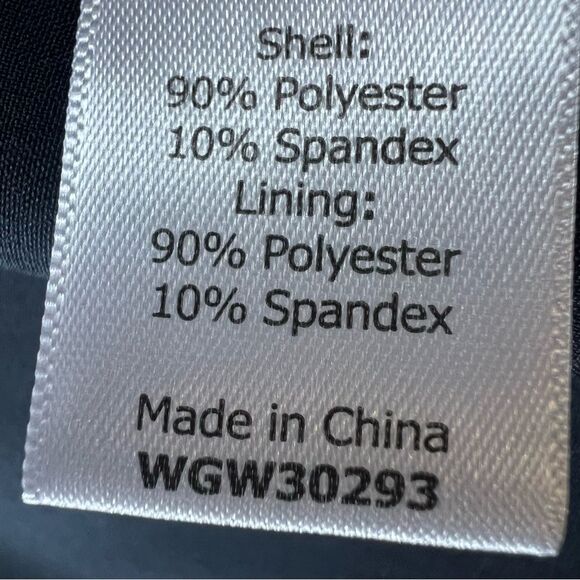 Shell:
90% Polyester
10% Spandex
Lining:
90% Polyester
10% Spandex
Made in China
WGW30293